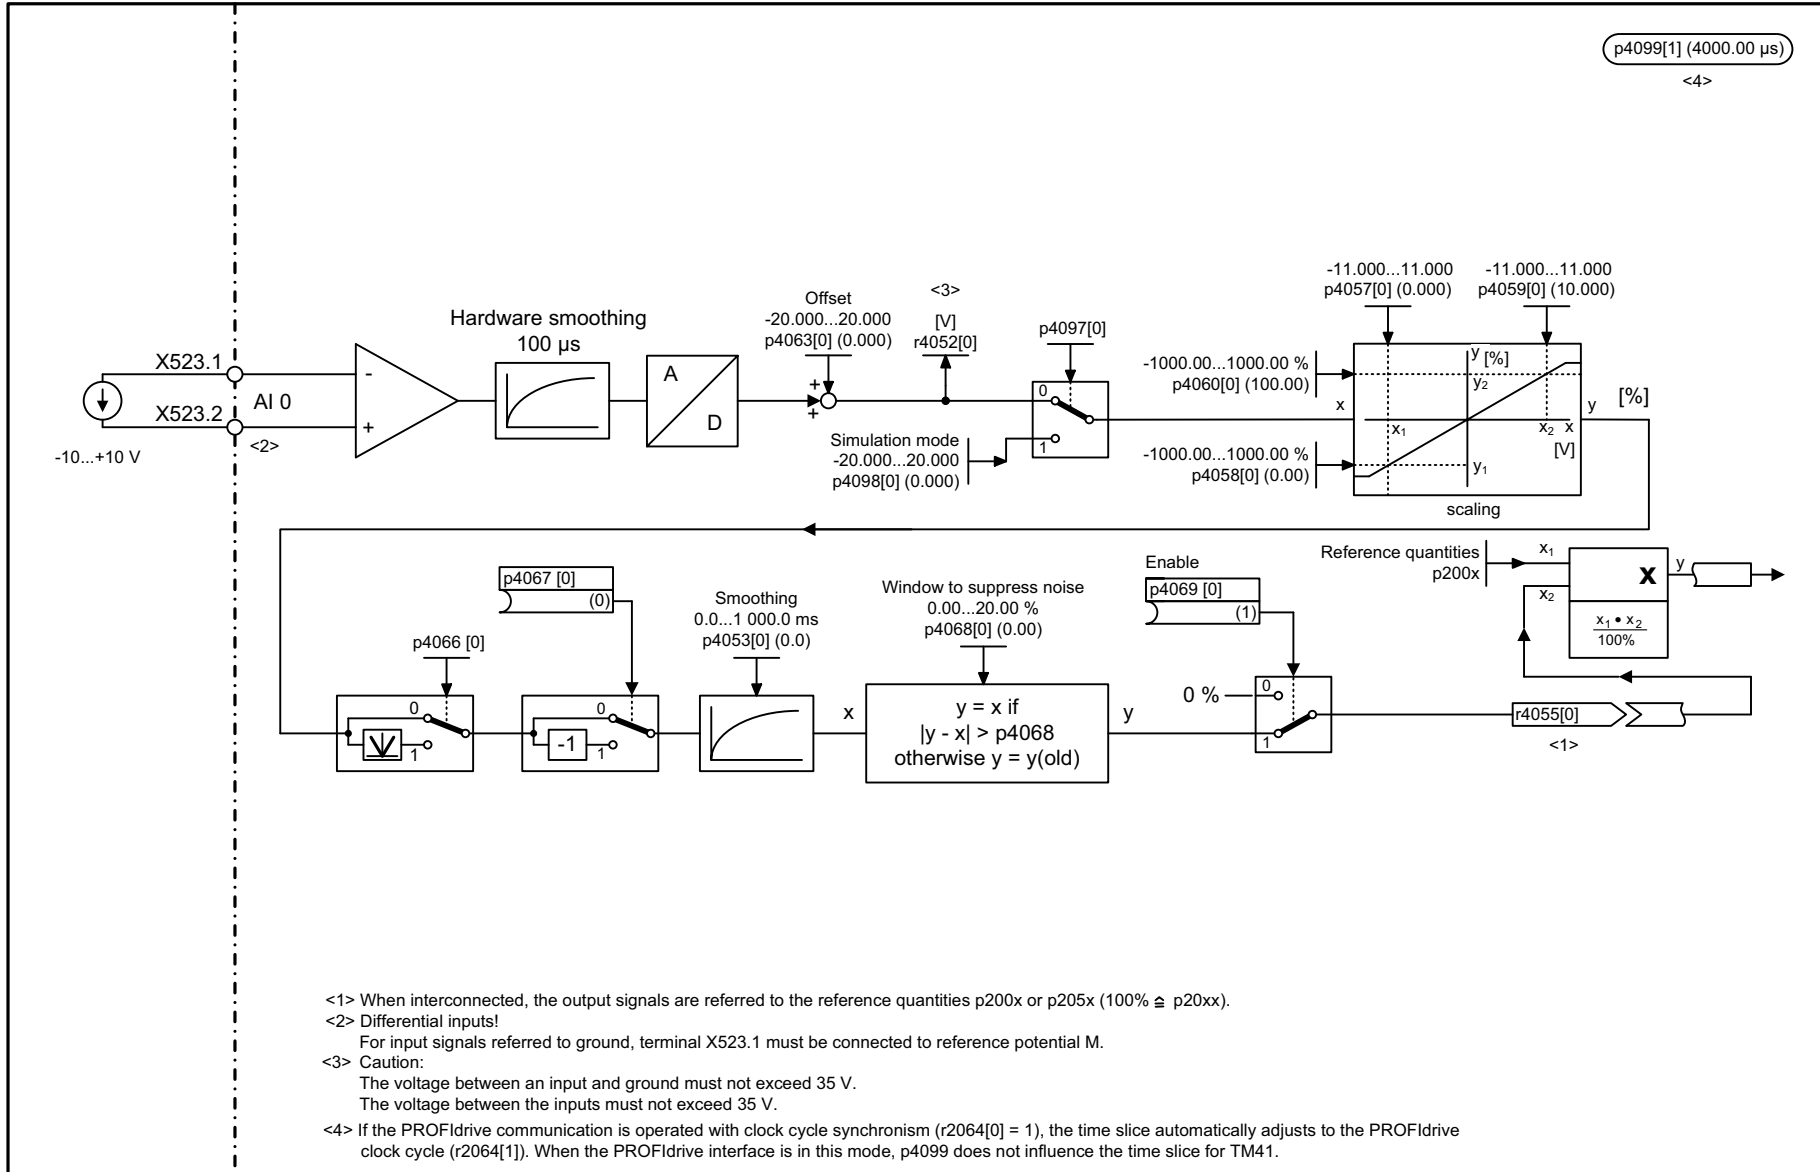 p4099[1] (4000.00 µs)
<4>
-11.000...11.000
p4057[0] (0.000)
-11.000...11.000
p4059[0] (10.000)
Offset
-20.000...20.000
p4063[0] (0.000)
<3>
[V]
r4052[0]
p4097[0]
Hardware smoothing
100 µs
X523.1
AI 0
X523.2
<2>
-10...+10 V
-
+
A
D
+
+
0
1
Simulation mode
-20.000...20.000
p4098[0] (0.000)
-1000.00...1000.00 %
p4060[0] (100.00)
x
-1000.00...1000.00 %
p4058[0] (0.00)
y [%]
y2
x1
x2 x
[V]
y1
y
[%]
scaling
p4067 [0]
(0)
p4066 [0]
Smoothing
0.0...1 000.0 ms
p4053[0] (0.0)
Window to suppress noise
0.00...20.00 %
p4068[0] (0.00)
Enable
p4069 [0]
(1)
Reference quantities
p200x
x1
x2
X
y
x1 • x2
100%
0
1
0
-1
1
x
y = x if
|y - x| > p4068
otherwise y = y(old)
y
0 %
0
1
r4055[0]
<1>
<1> When interconnected, the output signals are referred to the reference quantities p200x or p205x (100% ≙ p20xx).
<2> Differential inputs!
For input signals referred to ground, terminal X523.1 must be connected to reference potential M.
<3> Caution:
The voltage between an input and ground must not exceed 35 V.
The voltage between the inputs must not exceed 35 V.
<4> If the PROFIdrive communication is operated with clock cycle synchronism (r2064[0] = 1), the time slice automatically adjusts to the PROFIdrive
clock cycle (r2064[1]). When the PROFIdrive interface is in this mode, p4099 does not influence the time slice for TM41.